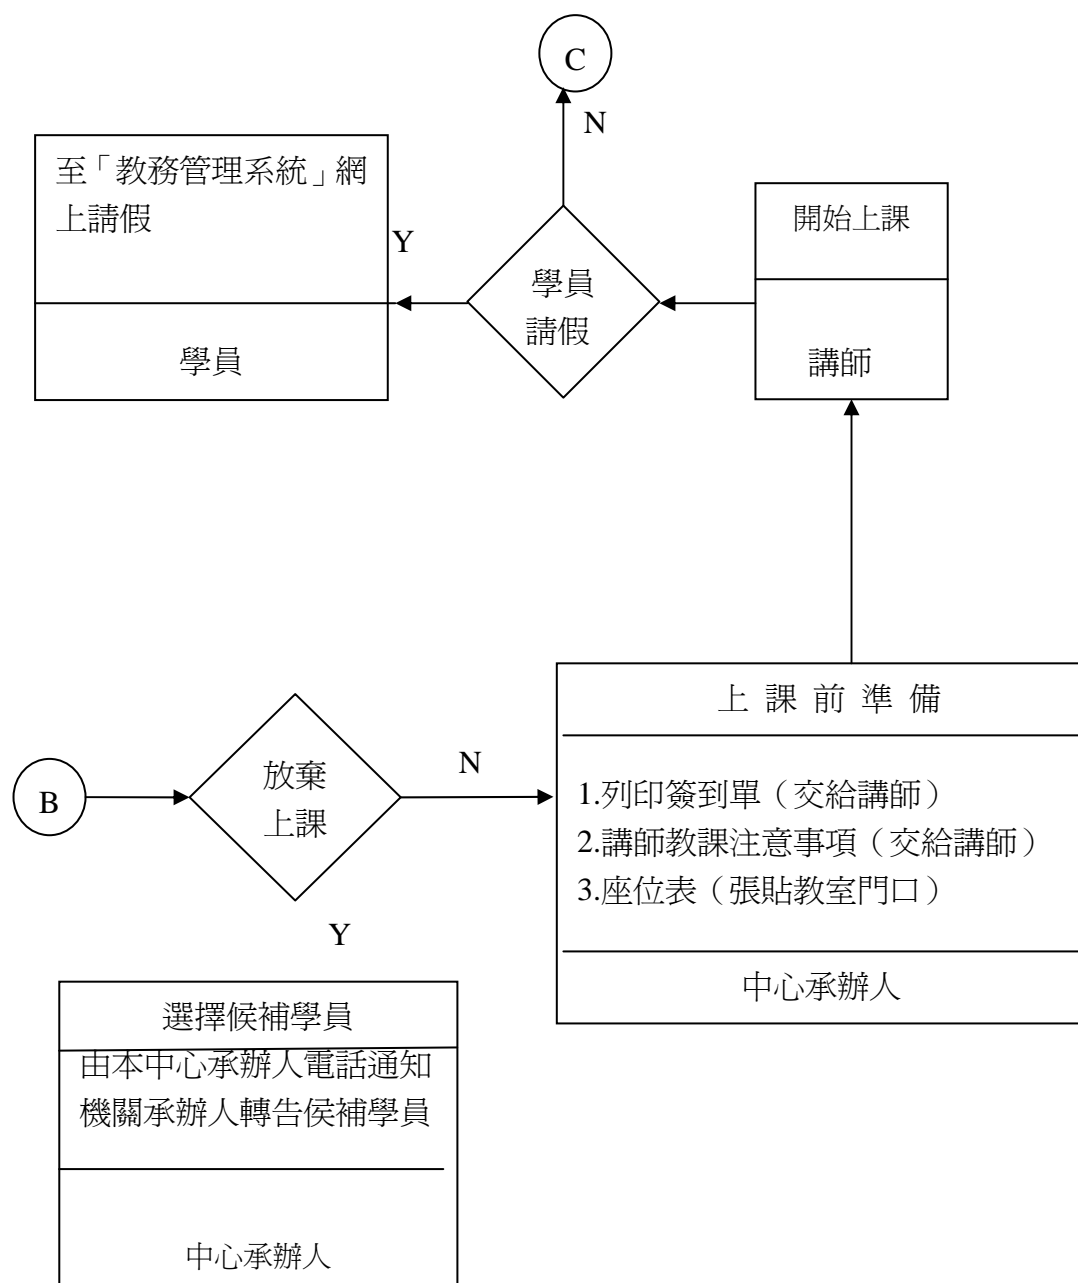 C
N
至「教務管理系統」網
上請假
Y
學員
學員
請假
開始上課
講師
B
放棄
上課
N
Y
上 課 前 準 備
1.列印簽到單（交給講師）
2.講師教課注意事項（交給講師）
3.座位表（張貼教室門口）
中心承辦人
選擇候補學員
由本中心承辦人電話通知
機關承辦人轉告侯補學員
中心承辦人